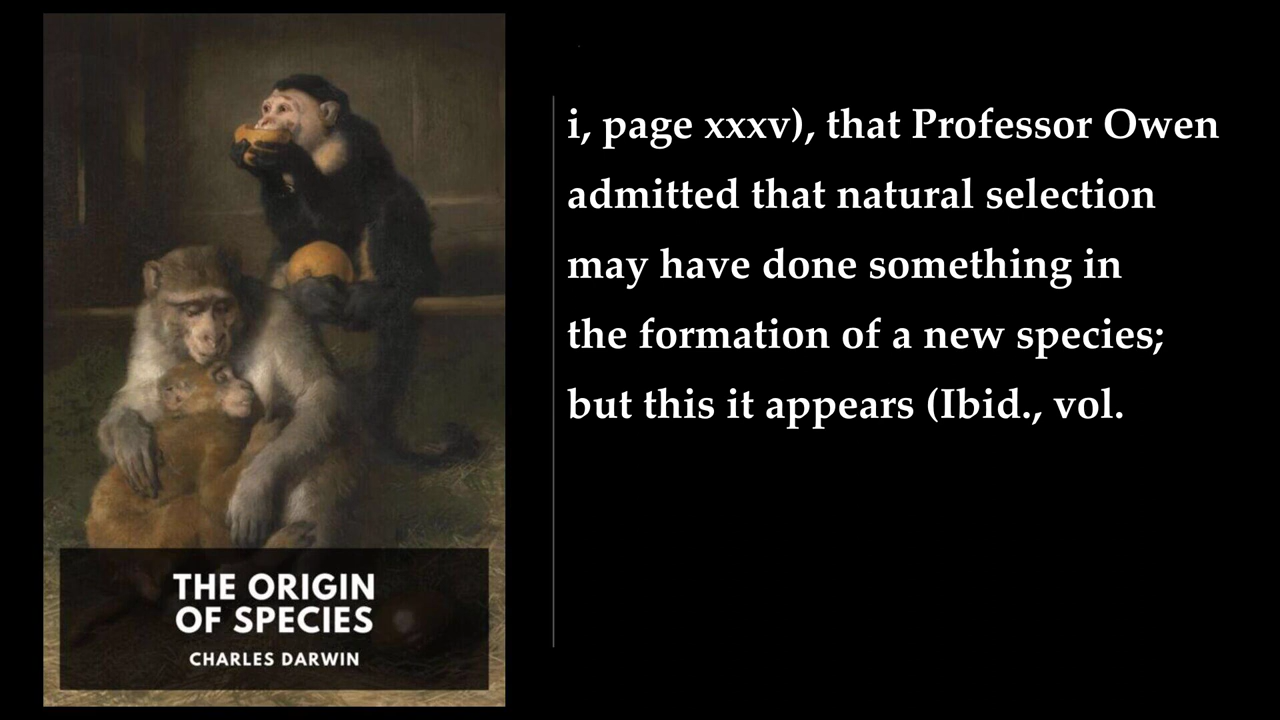 THE ORIGIN
OF SPECIES
CHARLES DARWIN
i, page xxxv), that Professor Owen
admitted that natural selection
may have done something in
the formation of a new species;
but this it appears (Ibid., vol.